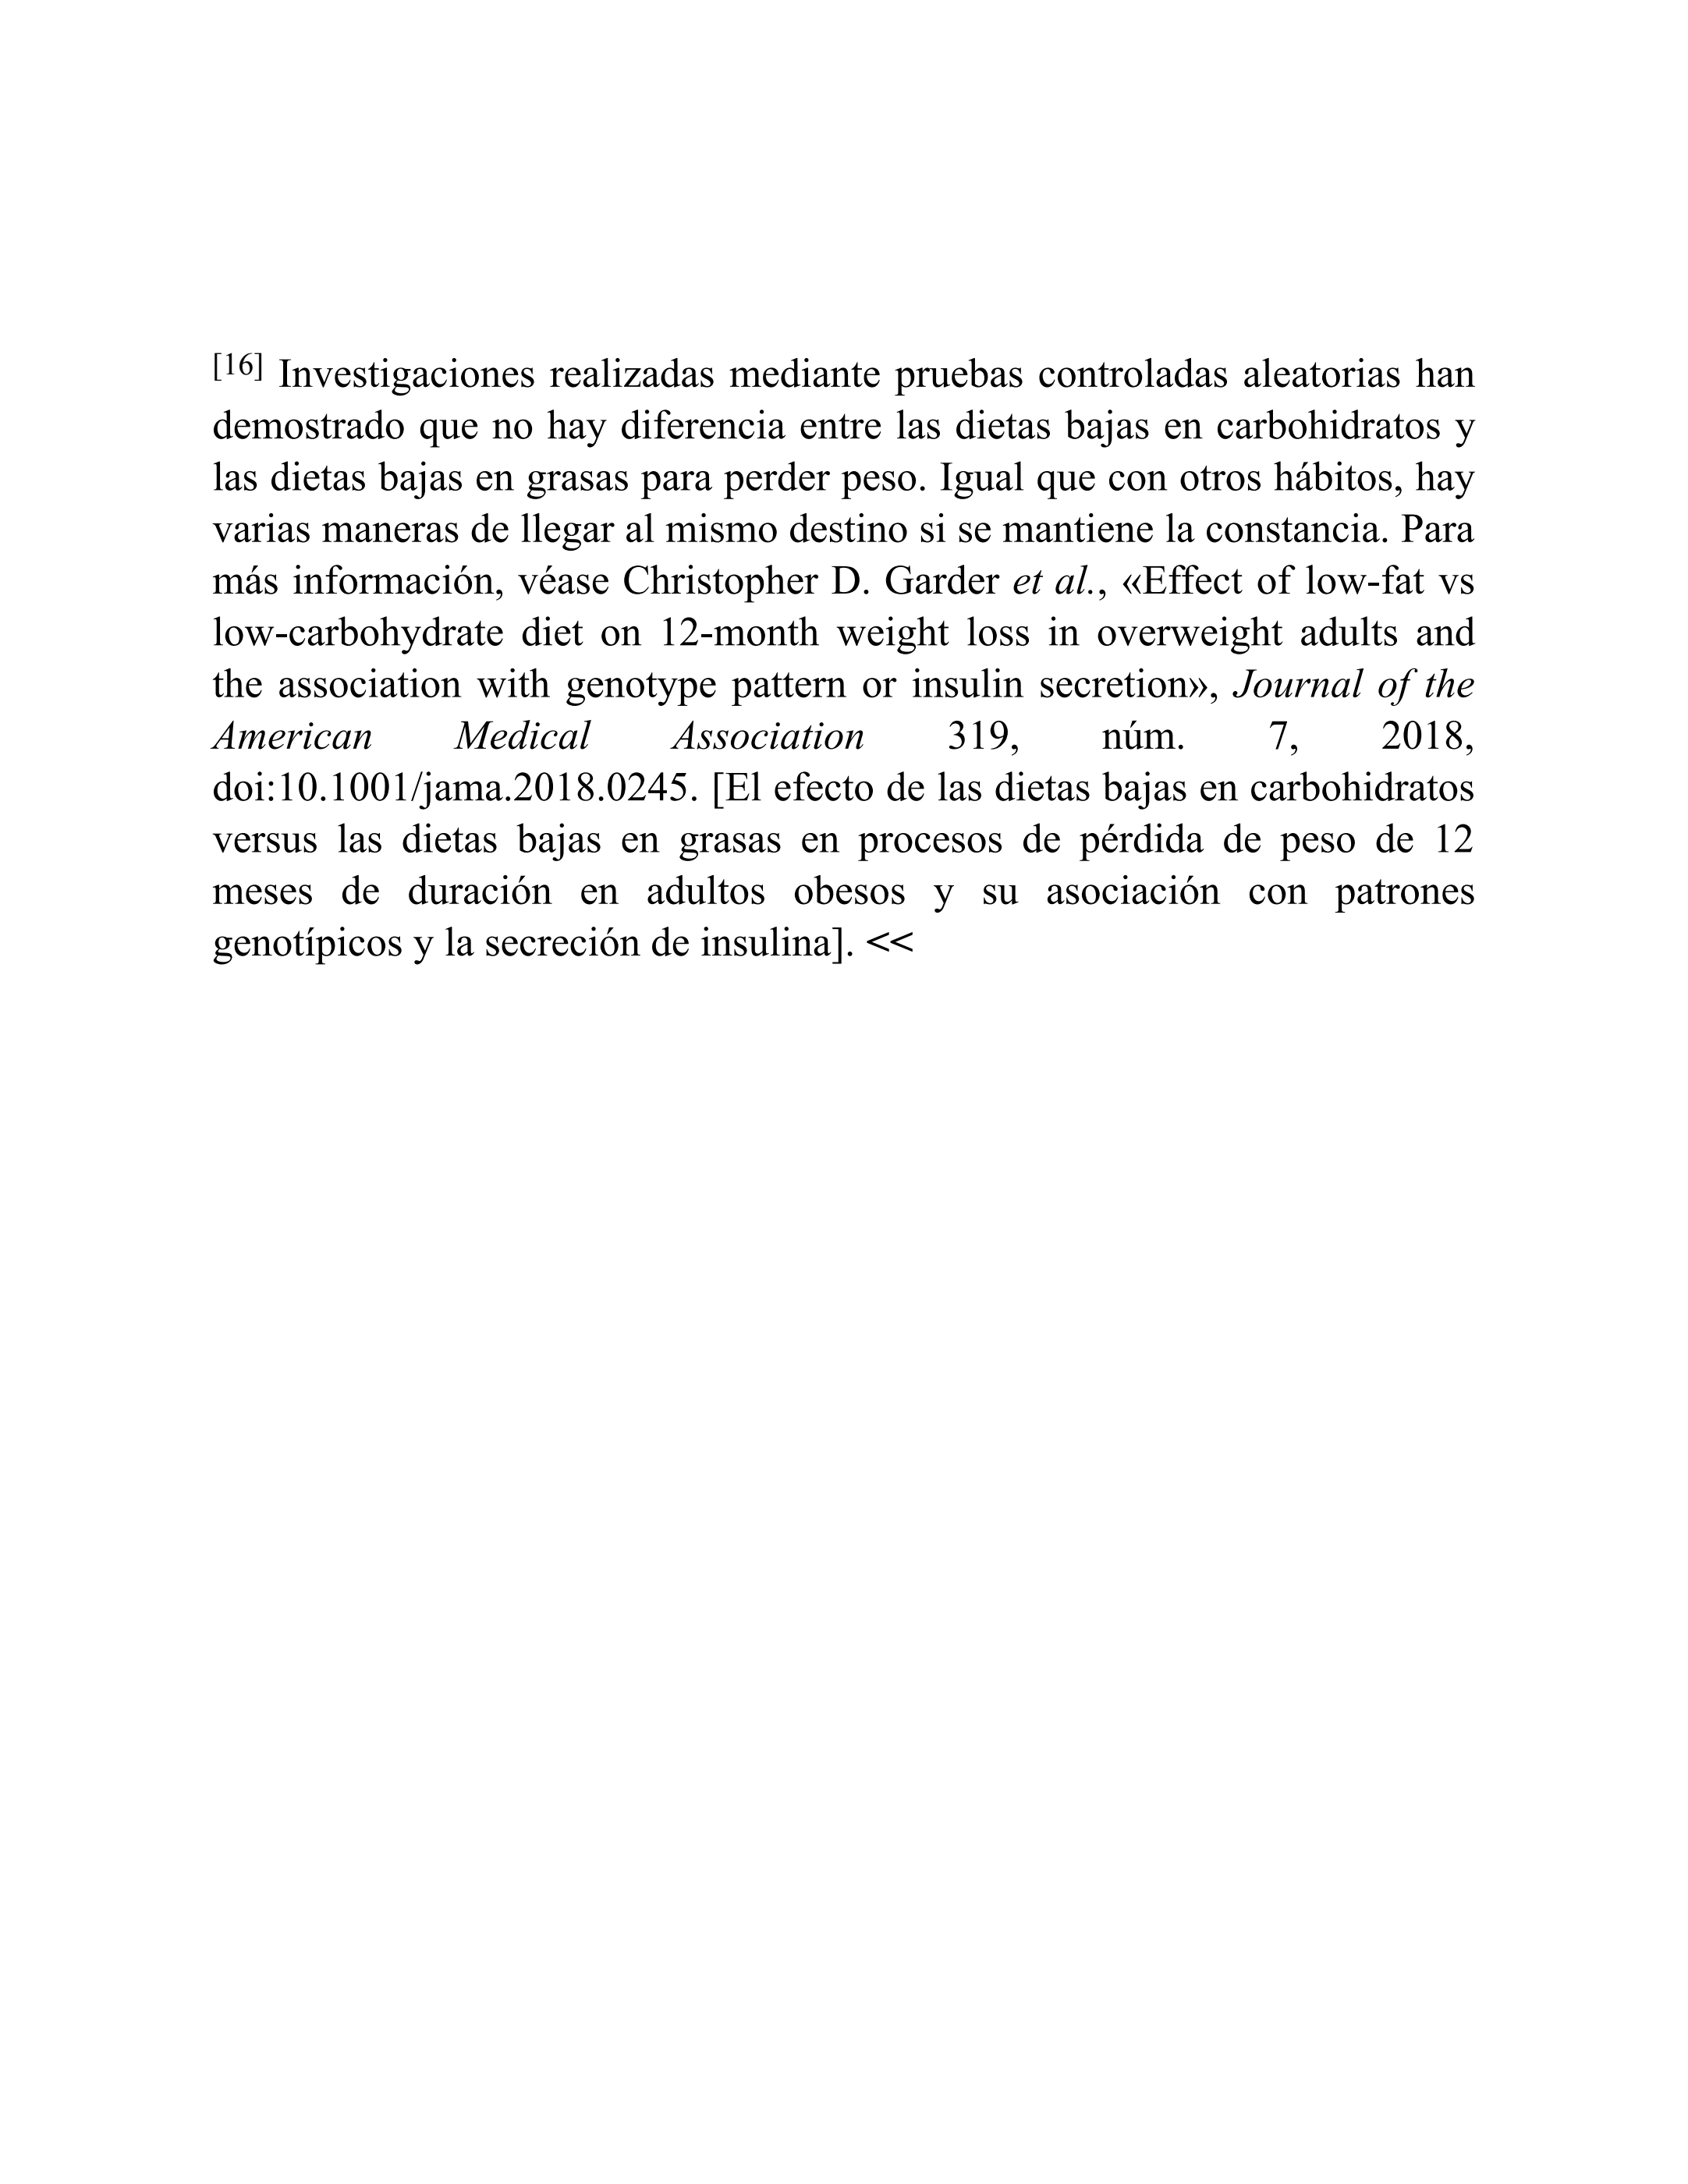 [16] Investigaciones realizadas mediante pruebas controladas aleatorias han
demostrado que no hay diferencia entre las dietas bajas en carbohidratos y
las dietas bajas en grasas para perder peso. Igual que con otros hábitos, hay
varias maneras de llegar al mismo destino si se mantiene la constancia. Para
más información, véase Christopher D. Garder et al., «Effect of low-fat vs
low-carbohydrate diet on 12-month weight loss in overweight adults and
the association with genotype pattern or insulin secretion», Journal of the
American Medical Association 319, núm. 7, 2018,
doi:10.1001/jama.2018.0245. [El efecto de las dietas bajas en carbohidratos
versus las dietas bajas en grasas en procesos de pérdida de peso de 12
meses de duración en adultos obesos y su asociación con patrones
genotípicos y la secreción de insulina]. <<